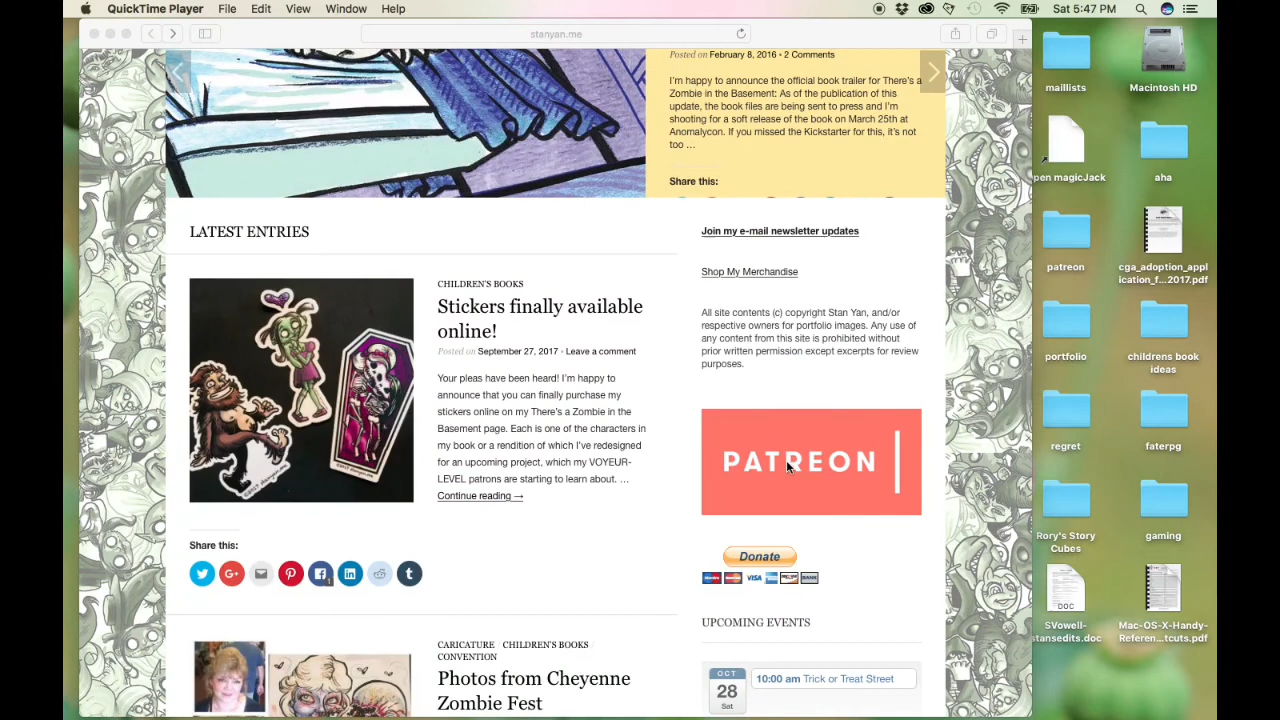 QuickTime Player File Edit View Window Help Sat 5:47 PM
stanyan.me
Posted on February 8, 2016 • 2 Comments
I'm happy to announce the official book trailer for There's a
Zombie in the Basement: As of the publication of this
update, the book files are being sent to press and I'm
shooting for a soft release of the book on March 25th at
Anomalycon. If you missed the Kickstarter for this, it's not
too …
Share this:
LATEST ENTRIES
CHILDREN'S BOOKS
Stickers finally available
online!
Posted on September 27, 2017 • Leave a comment
Your pleas have been heard! I'm happy to
announce that you can finally purchase my
stickers online on my There's a Zombie in the
Basement page. Each is one of the characters in
my book or a rendition of which I've redesigned
for an upcoming project, which my VOYEUR-
LEVEL patrons are starting to learn about. …
Continue reading →
Share this:
CARICATURE / CHILDREN'S BOOKS /
CONVENTION
Photos from Cheyenne
Zombie Fest
Join my e-mail newsletter updates
Shop My Merchandise
All site contents (c) copyright Stan Yan, and/or
respective owners for portfolio images. Any use of
any content from this site is prohibited without
prior written permission except excerpts for review
purposes.
PATREON
Donate
VISA
UPCOMING EVENTS
OCT
28
Sat
10:00 am Trick or Treat Street
maillists
Macintosh HD
pen magicJack
aha
patreon
cga_adoption_appl
ication_f...2017.pdf
portfolio
childrens book
ideas
regret
faterpg
Rory's Story
Cubes
gaming
DOC
SVowell-
stansedits.doc
Mac-OS-X-Handy-
Referen...tcuts.pdf